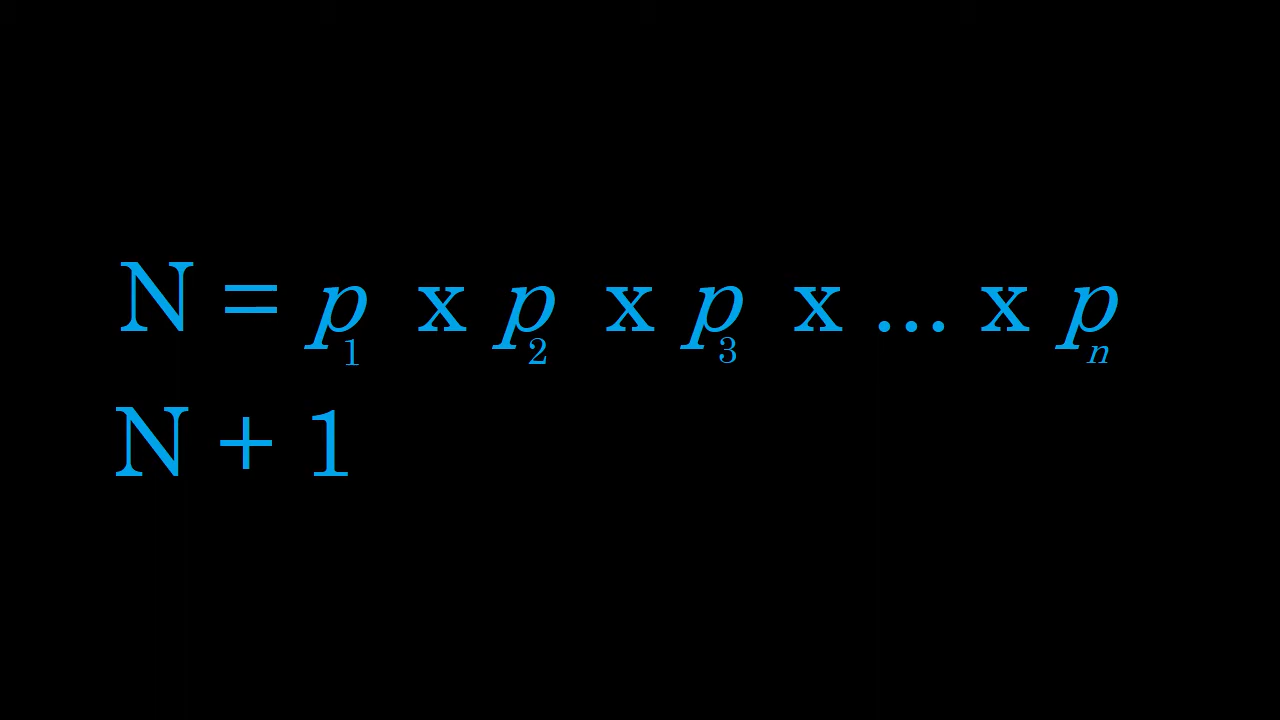 N = p₁ x p₂ x p₃ x ... x pₙ
N + 1